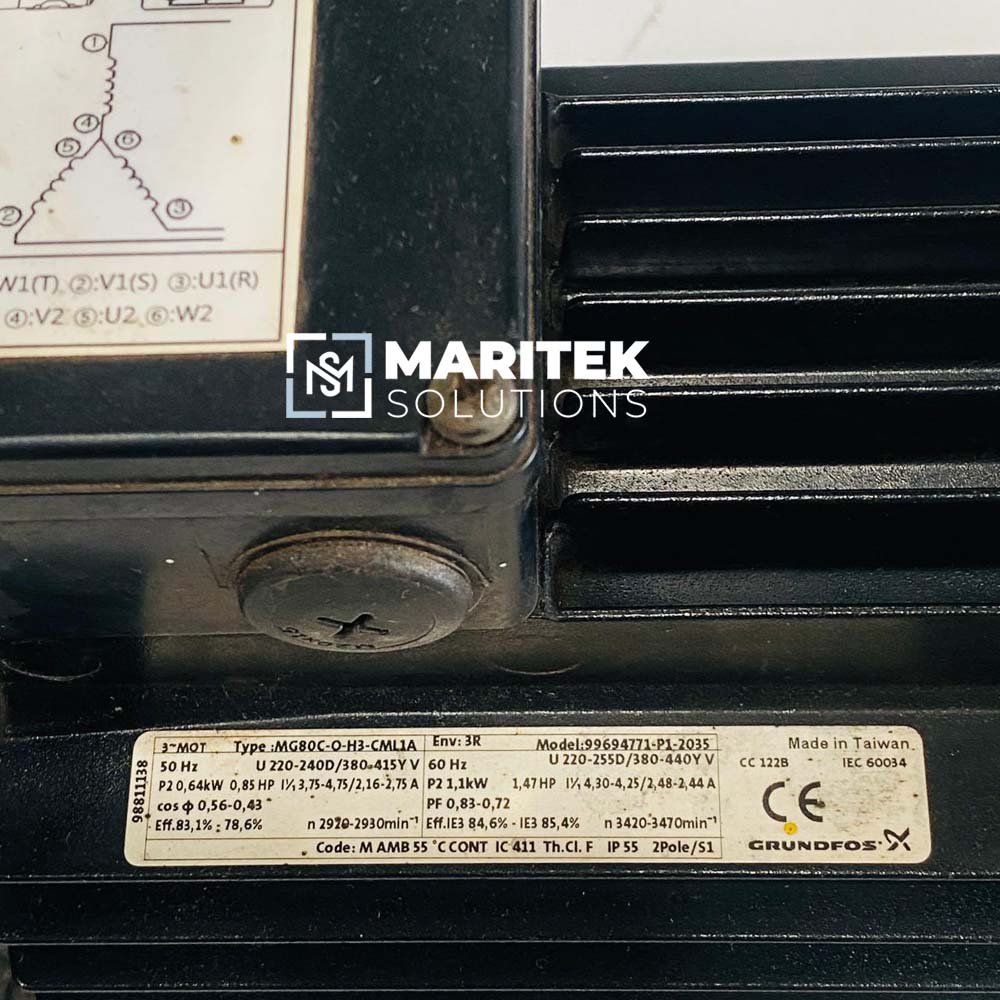 ①
④
⑤ ⑥
② ③
W1(T) ②:V1(S) ③:U1(R)
④:V2 ⑤:U2 ⑥:W2
MARITEK
SOLUTIONS
98811138
3~MOT Type :MG80C-O-H3-CML1A Env: 3R Model:99694771-P1-2035
50 Hz U 220-240D/380-415Y V 60 Hz U 220-255D/380-440Y V
P2 0,64kW 0,85 HP I1/1 3,75-4,75/2,16-2,75 A P2 1,1kW 1,47 HP I1/1 4,30-4,25/2,48-2,44 A
cos ϕ 0,56-0,43 PF 0,83-0,72
Eff.83,1% - 78,6% n 2920-2930min⁻¹ Eff.IE3 84,6% - IE3 85,4% n 3420-3470min⁻¹
Code: M AMB 55 °C CONT IC 411 Th.Cl. F IP 55 2Pole/S1
Made in Taiwan
CC 122B IEC 60034
CE
GRUNDFOS